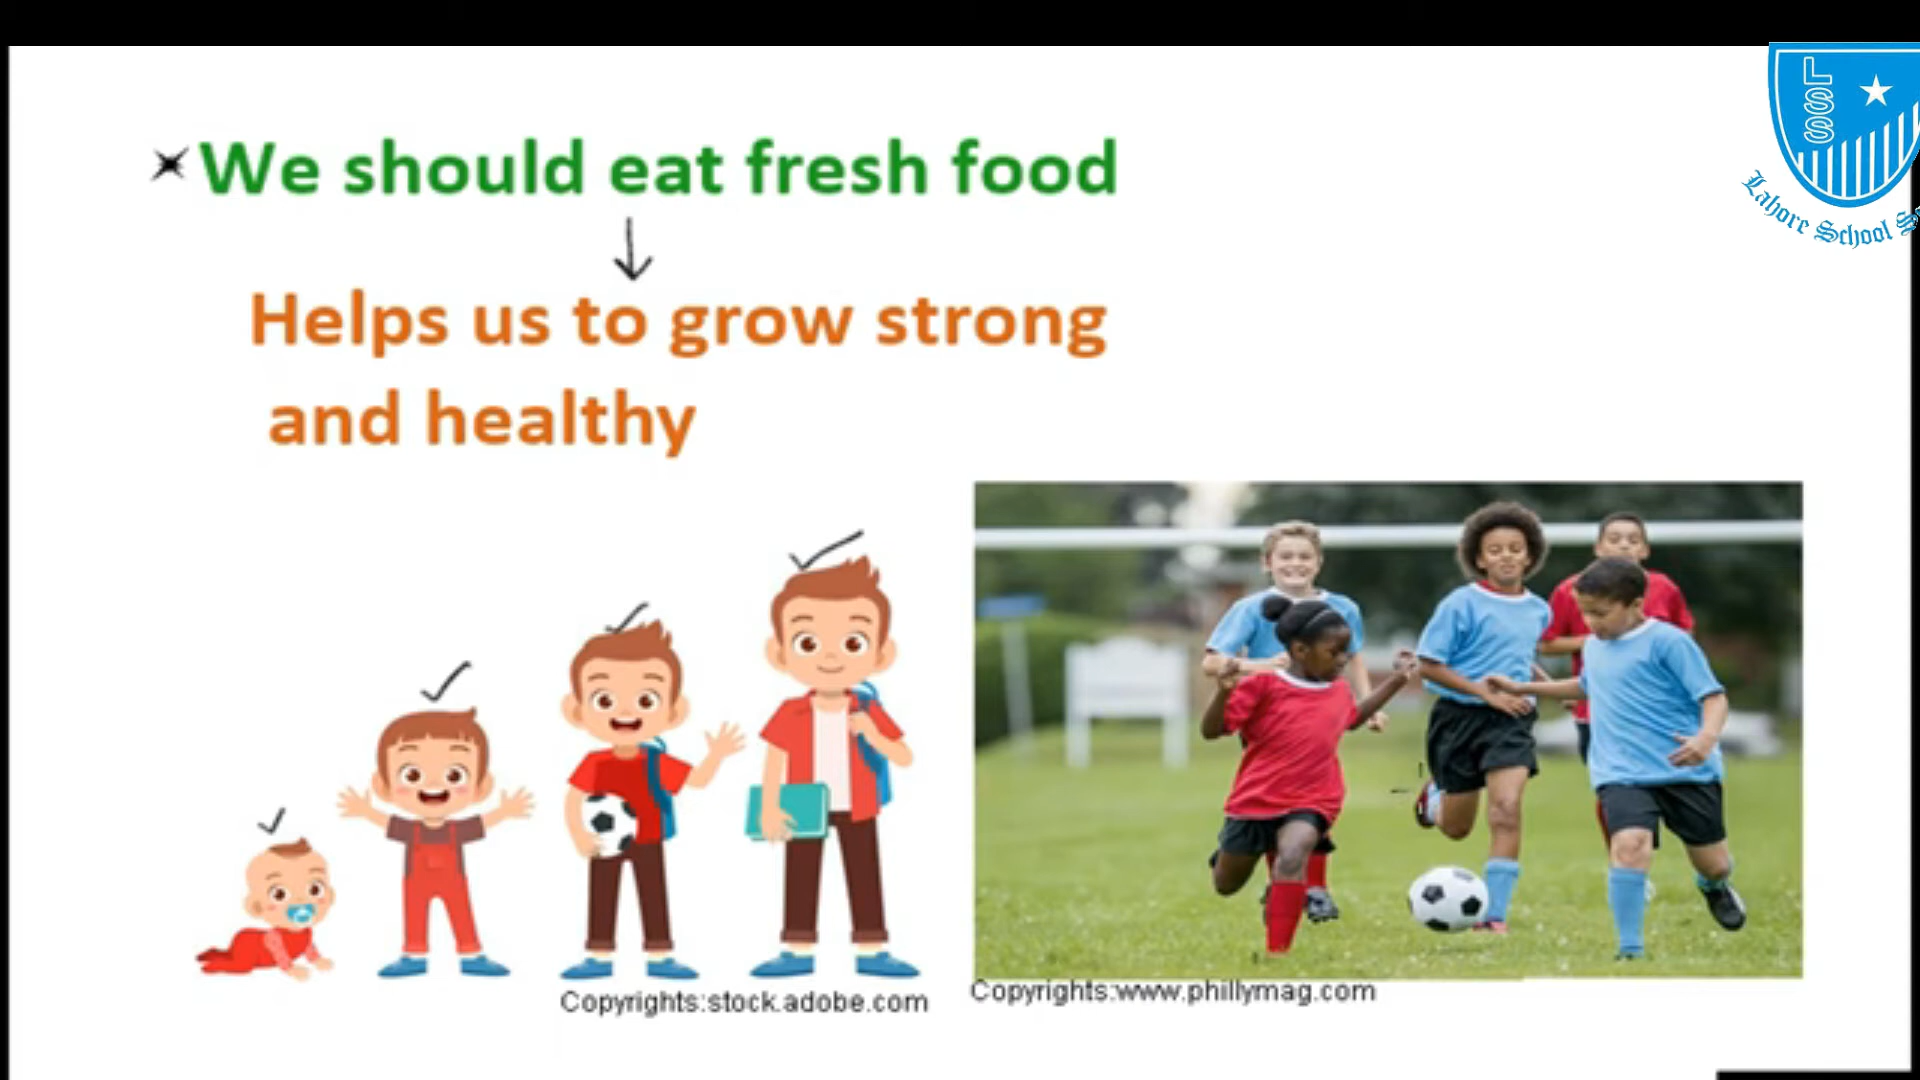 We should eat fresh food
Helps us to grow strong
and healthy
LSS
Lahore School
Copyrights:stock.adobe.com
Copyrights:www.phillymag.com